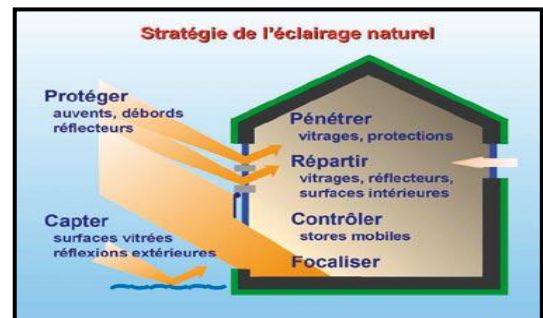 Stratégie de l'éclairage naturel
Protéger
auvents, débords
réflecteurs
Capter
surfaces vitrées
réflexions extérieures
Pénétrer
vitrages, protections
Répartir
vitrages, réflecteurs,
surfaces intérieures
Contrôler
stores mobiles
Focaliser